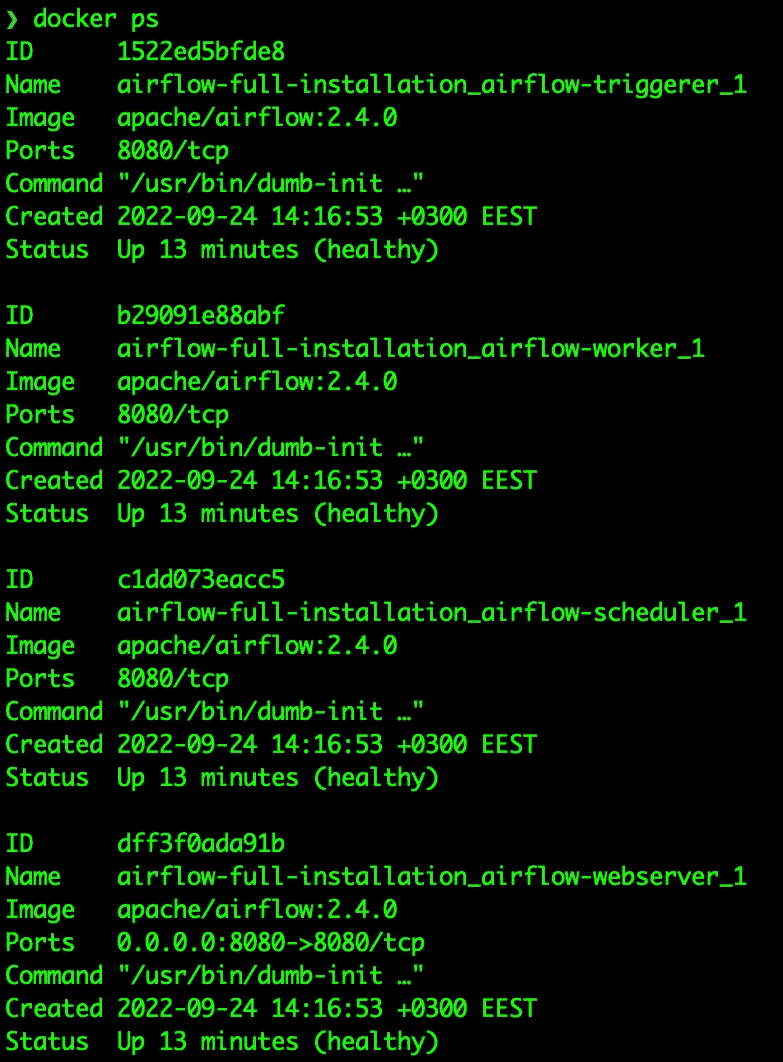 ❯ docker ps
ID      1522ed5bfde8
Name    airflow-full-installation_airflow-triggerer_1
Image   apache/airflow:2.4.0
Ports   8080/tcp
Command "/usr/bin/dumb-init …"
Created 2022-09-24 14:16:53 +0300 EEST
Status  Up 13 minutes (healthy)

ID      b29091e88abf
Name    airflow-full-installation_airflow-worker_1
Image   apache/airflow:2.4.0
Ports   8080/tcp
Command "/usr/bin/dumb-init …"
Created 2022-09-24 14:16:53 +0300 EEST
Status  Up 13 minutes (healthy)

ID      c1dd073eacc5
Name    airflow-full-installation_airflow-scheduler_1
Image   apache/airflow:2.4.0
Ports   8080/tcp
Command "/usr/bin/dumb-init …"
Created 2022-09-24 14:16:53 +0300 EEST
Status  Up 13 minutes (healthy)

ID      dff3f0ada91b
Name    airflow-full-installation_airflow-webserver_1
Image   apache/airflow:2.4.0
Ports   0.0.0.0:8080->8080/tcp
Command "/usr/bin/dumb-init …"
Created 2022-09-24 14:16:53 +0300 EEST
Status  Up 13 minutes (healthy)